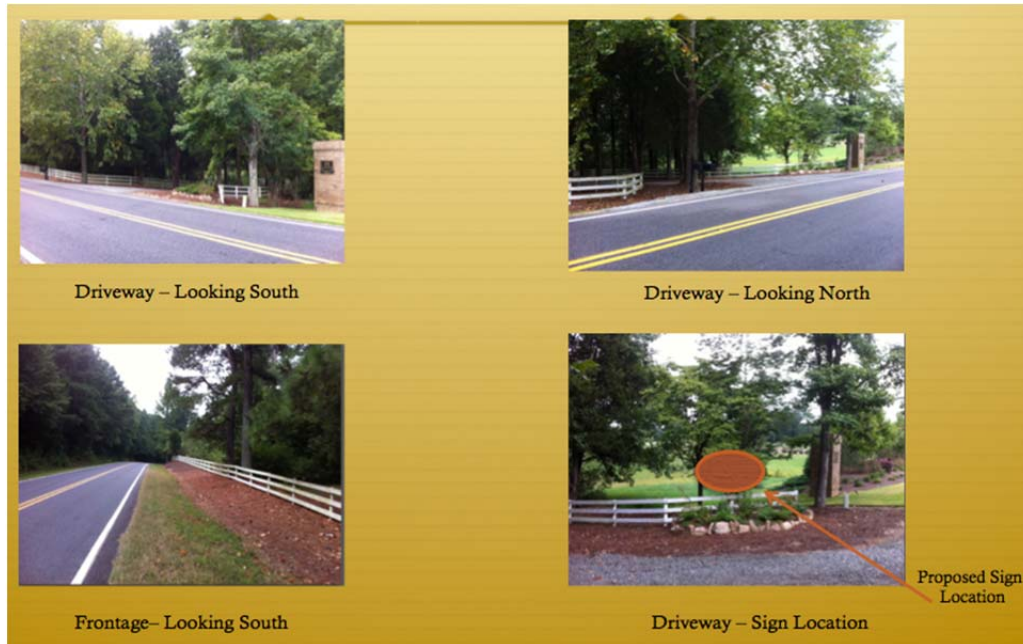 Driveway – Looking South
Driveway – Looking North
Frontage– Looking South
Driveway – Sign Location
Proposed Sign
Location